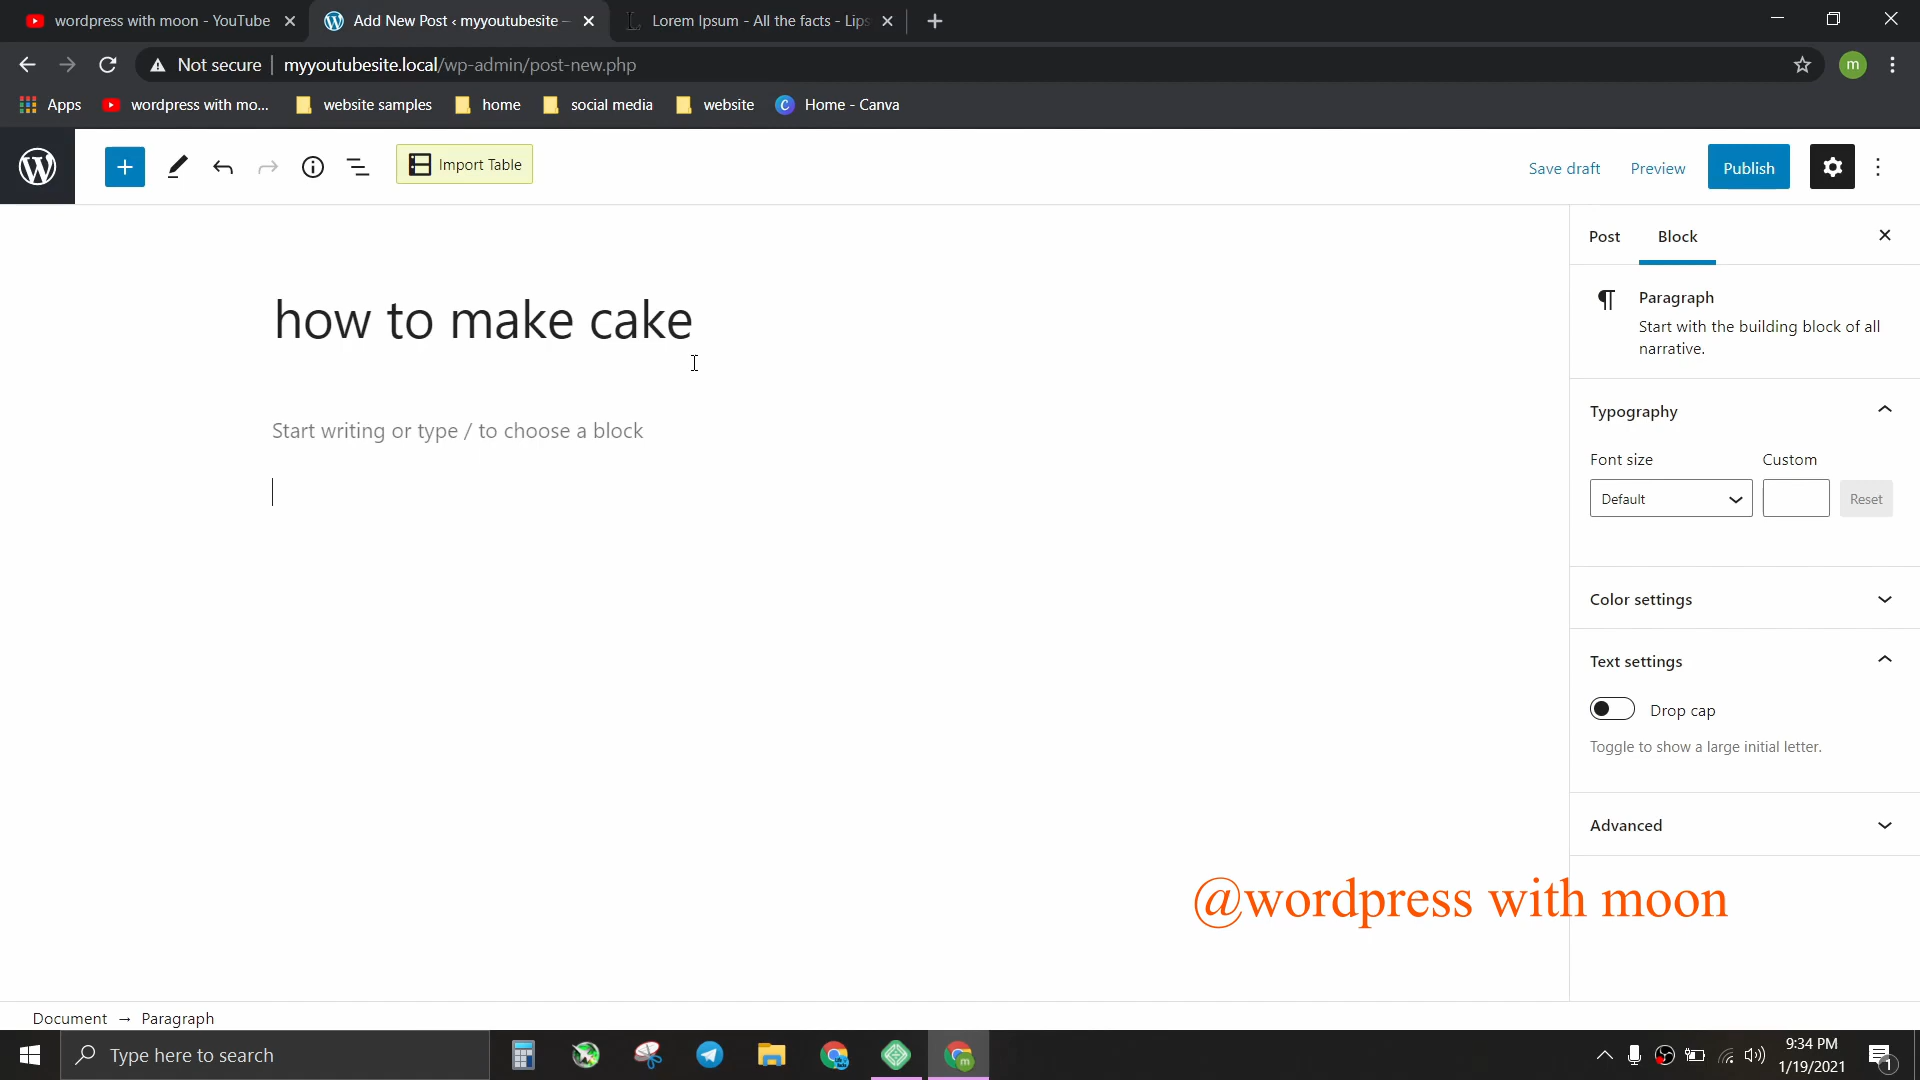 wordpress with moon - YouTube
Add New Post ‹ myyoutubesite –
Lorem Ipsum - All the facts - Lips
Not secure
myyoutubesite.local/wp-admin/post-new.php
m
Apps
wordpress with mo...
website samples
home
social media
website
Home - Canva
Import Table
Save draft
Preview
Publish
Post
Block
how to make cake
Paragraph
Start with the building block of all
narrative.
Start writing or type / to choose a block
Typography
Font size
Custom
Default
Reset
Color settings
Text settings
Drop cap
Toggle to show a large initial letter.
Advanced
@wordpress with moon
Document → Paragraph
Type here to search
9:34 PM
1/19/2021
1